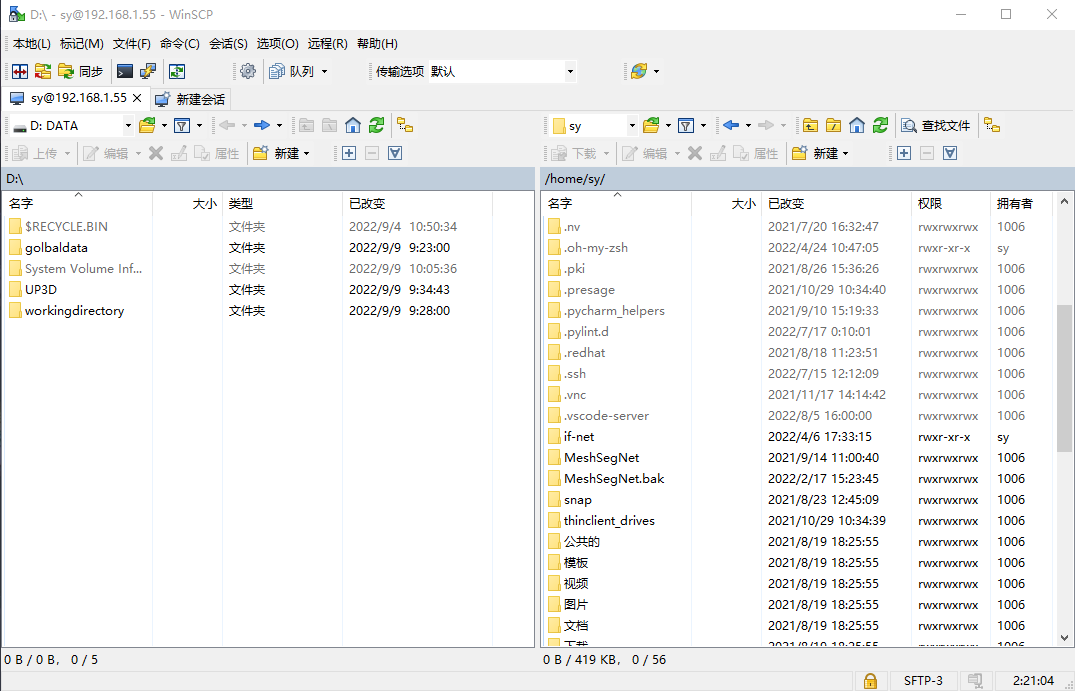 D:\ - sy@192.168.1.55 - WinSCP
本地(L) 标记(M) 文件(F) 命令(C) 会话(S) 选项(O) 远程(R) 帮助(H)
同步 队列 传输选项 默认
sy@192.168.1.55 新建会话
D: DATA
上传 编辑 属性 新建
D:\
名字 大小 类型 已改变
$RECYCLE.BIN 文件夹 2022/9/4 10:50:34
golbaldata 文件夹 2022/9/9 9:23:00
System Volume Inf... 文件夹 2022/9/9 10:05:36
UP3D 文件夹 2022/9/9 9:34:43
workingdirectory 文件夹 2022/9/9 9:28:00
0 B / 0 B, 0 / 5
sy 查找文件
下载 编辑 属性 新建
/home/sy/
名字 大小 已改变 权限 拥有者
.nv 2021/7/20 16:32:47 rwxrwxrwx 1006
.oh-my-zsh 2022/4/24 10:47:05 rwxr-xr-x sy
.pki 2021/8/26 15:36:26 rwxrwxrwx 1006
.presage 2021/10/29 10:34:40 rwxrwxrwx 1006
.pycharm_helpers 2021/9/10 15:19:33 rwxrwxrwx 1006
.pylint.d 2022/7/17 0:10:01 rwxrwxrwx 1006
.redhat 2021/8/18 11:23:51 rwxrwxrwx 1006
.ssh 2022/7/15 12:12:09 rwxrwxrwx 1006
.vnc 2021/11/17 14:14:42 rwxrwxrwx 1006
.vscode-server 2022/8/5 16:00:00 rwxrwxrwx 1006
if-net 2022/4/6 17:33:15 rwxr-xr-x sy
MeshSegNet 2021/9/14 11:00:40 rwxrwxrwx 1006
MeshSegNet.bak 2022/2/17 15:23:45 rwxrwxrwx 1006
snap 2021/8/23 12:45:09 rwxrwxrwx 1006
thinclient_drives 2021/10/29 10:34:39 rwxrwxrwx 1006
公共的 2021/8/19 18:25:55 rwxrwxrwx 1006
模板 2021/8/19 18:25:55 rwxrwxrwx 1006
视频 2021/8/19 18:25:55 rwxrwxrwx 1006
图片 2021/8/19 18:25:55 rwxrwxrwx 1006
文档 2021/8/19 18:25:55 rwxrwxrwx 1006
0 B / 419 KB, 0 / 56
SFTP-3 2:21:04